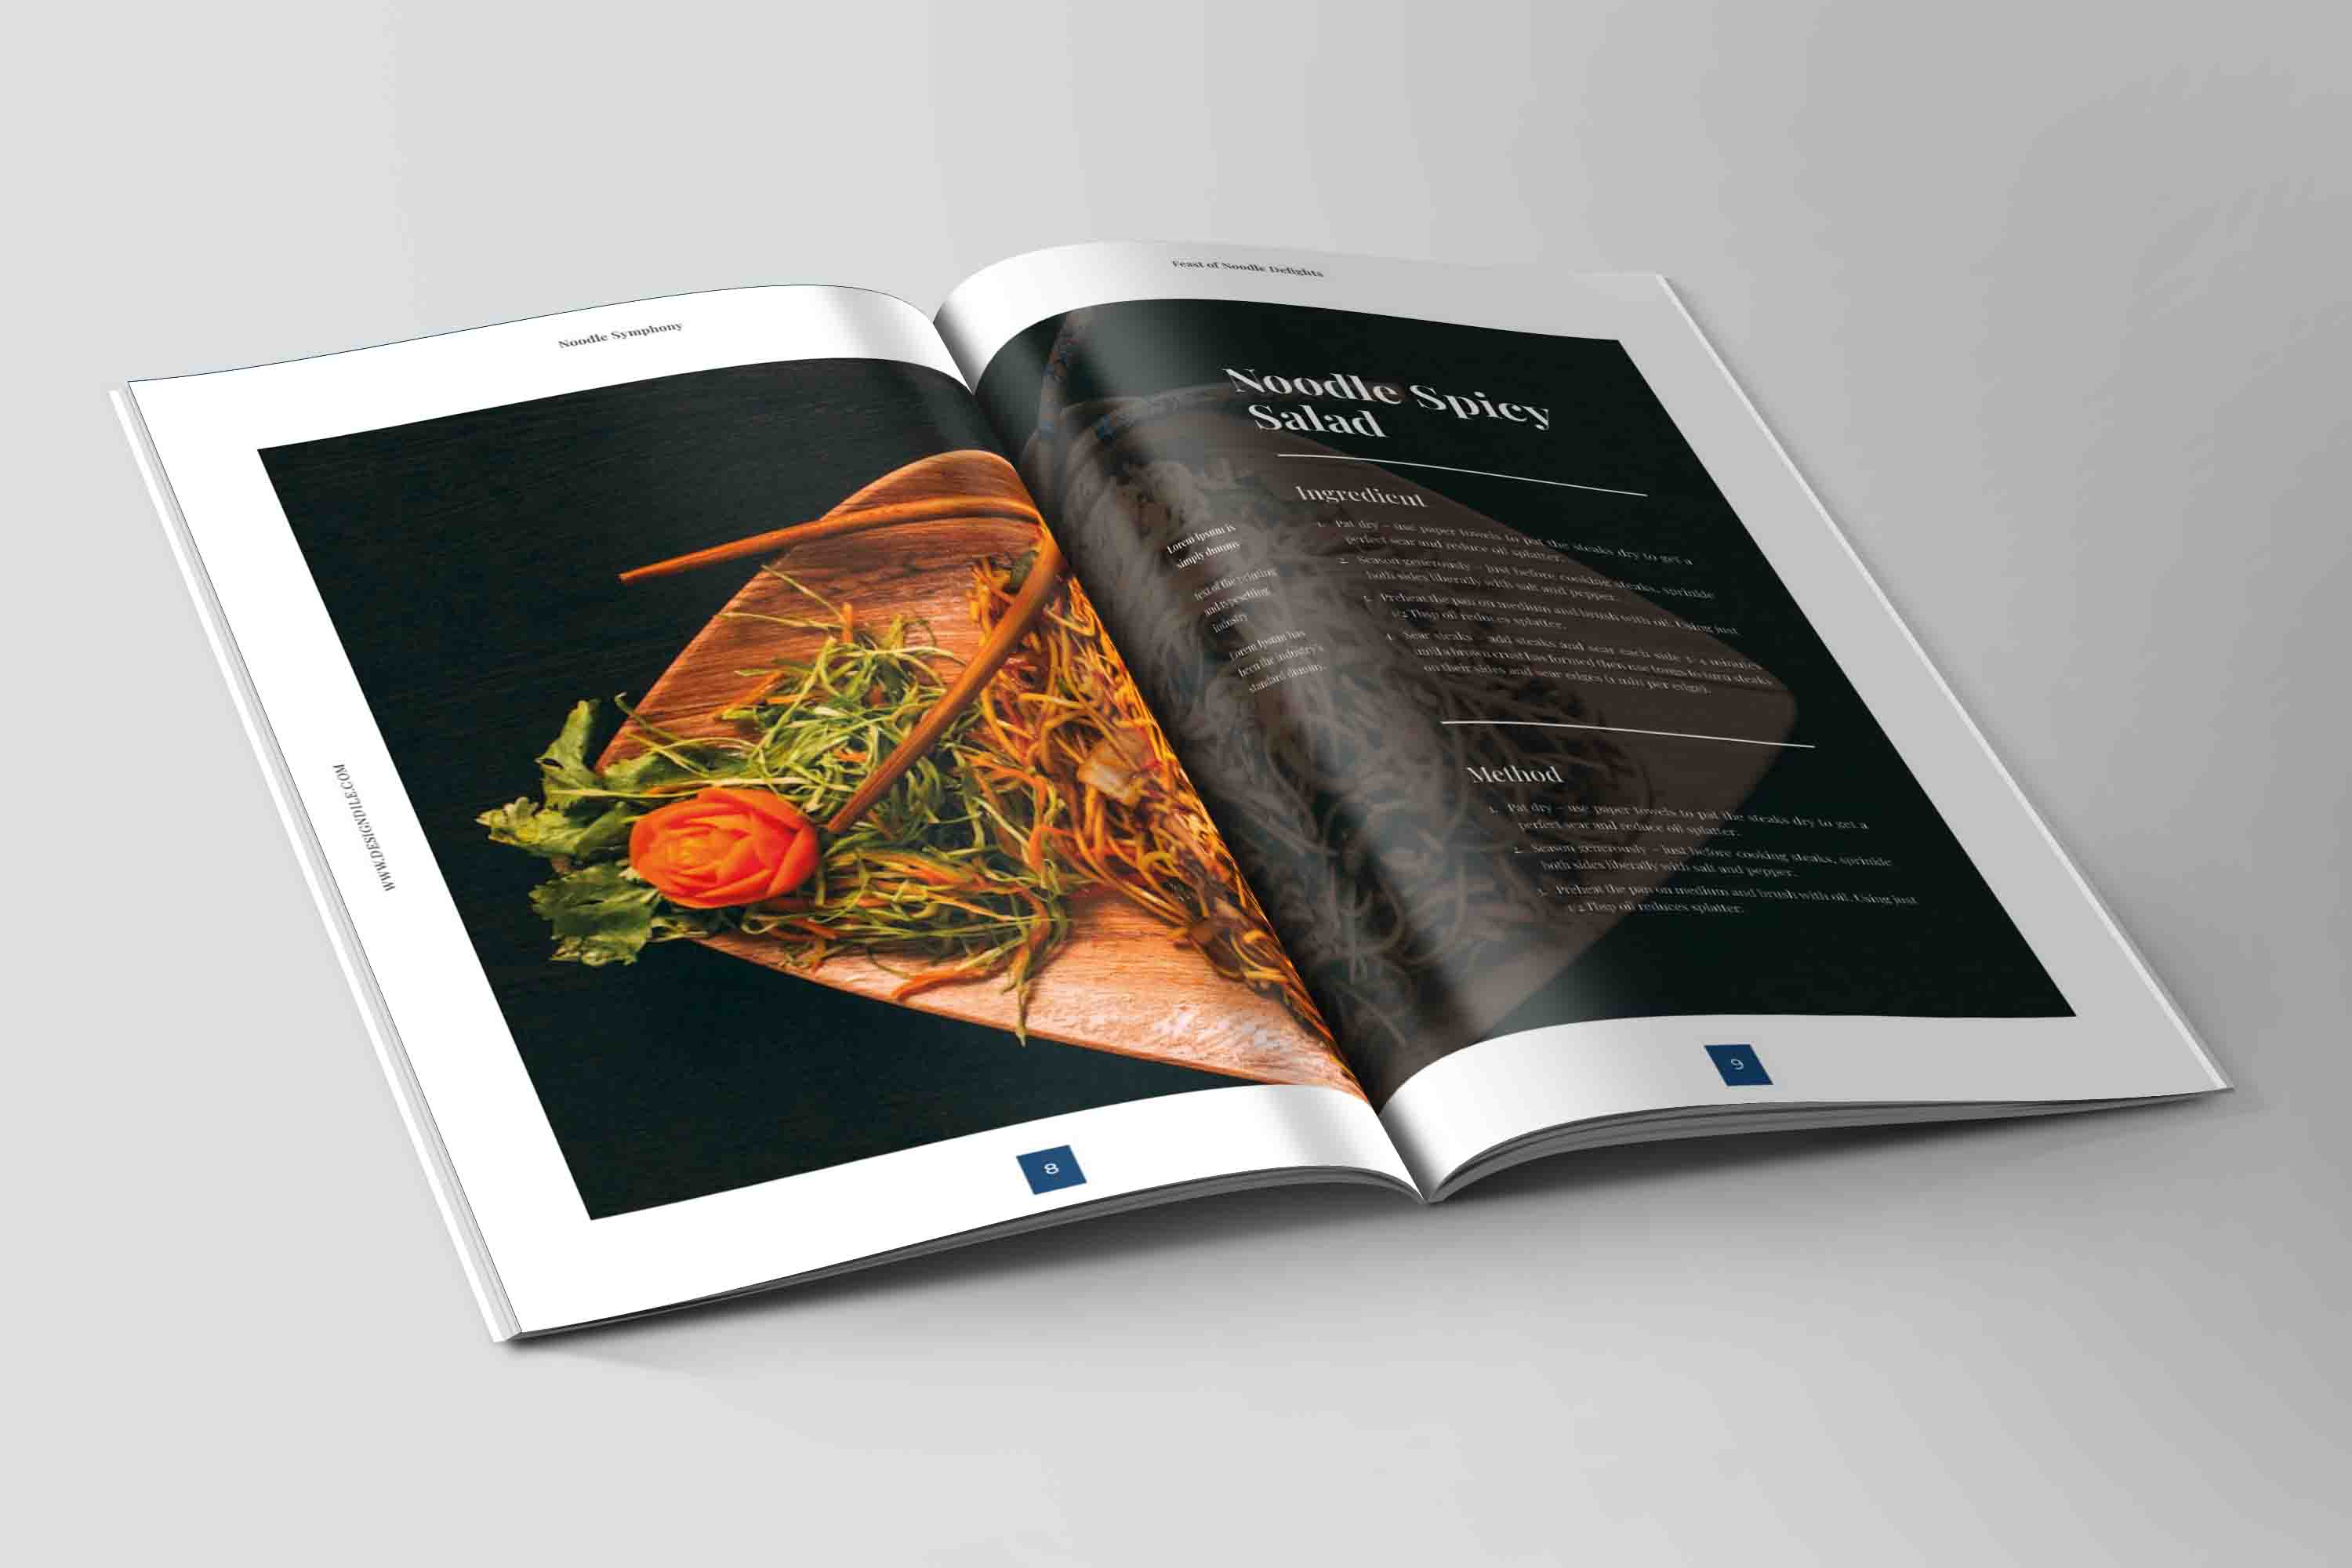 Noodle Symphony
WWW.DESIGNDILE.COM
8
Feast of Noodle Delights
Noodle Spicy
Salad
Ingredient
1. Pat dry – use paper towels to pat the steaks dry to get a
perfect sear and reduce oil splatter.
2. Season generously – just before cooking steaks, sprinkle
both sides liberally with salt and pepper.
Preheat the pan on medium and brush with oil. Using just
1/2 Tbsp oil reduces splatter.
Sear steaks – add steaks and sear each side 3-4 minutes
until a brown crust has formed then use tongs to turn steaks
on their sides and sear edges (1 min per edge).
Lorem Ipsum is
simply dummy
text of the printing
and typesetting
industry
Lorem Ipsum has
been the industry's
standard dummy.
Method
1. Pat dry – use paper towels to pat the steaks dry to get a
perfect sear and reduce oil splatter.
2. Season generously – just before cooking steaks, sprinkle
both sides liberally with salt and pepper.
3. Preheat the pan on medium and brush with oil. Using just
1/2 Tbsp oil reduces splatter.
9